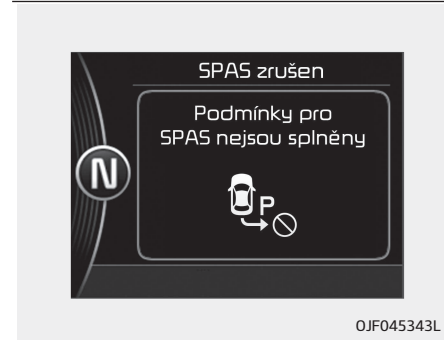 SPAS zrušen
Podmínky pro
SPAS nejsou splněny
N
P
OJF045343L